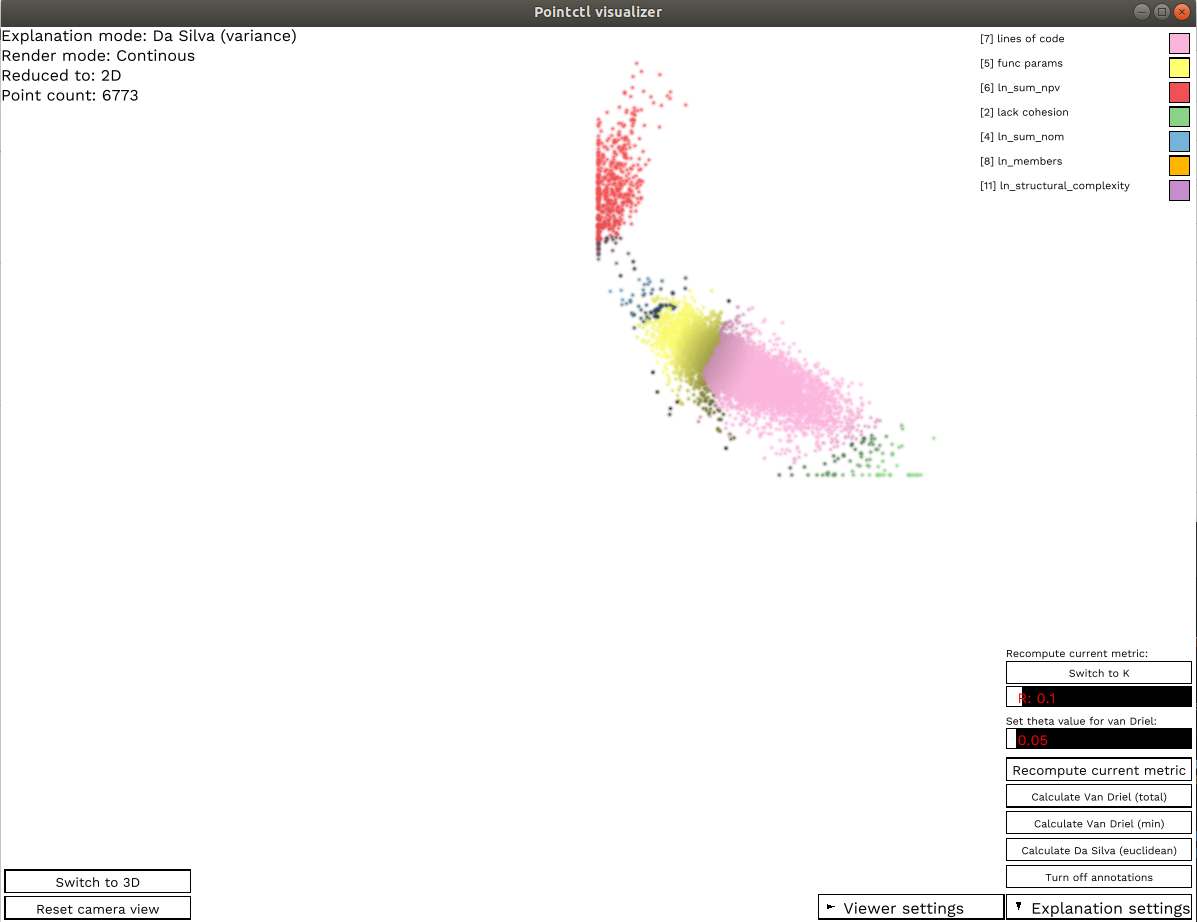 Pointctl visualizer
Explanation mode: Da Silva (variance)
Render mode: Continous
Reduced to: 2D
Point count: 6773
[7] lines of code
[5] func params
[6] ln_sum_npv
[2] lack cohesion
[4] ln_sum_nom
[8] ln_members
[11] ln_structural_complexity
Recompute current metric:
Switch to K
R: 0.1
Set theta value for van Driel:
0.05
Recompute current metric
Calculate Van Driel (total)
Calculate Van Driel (min)
Calculate Da Silva (euclidean)
Turn off annotations
Switch to 3D
Reset camera view
Viewer settings
Explanation settings